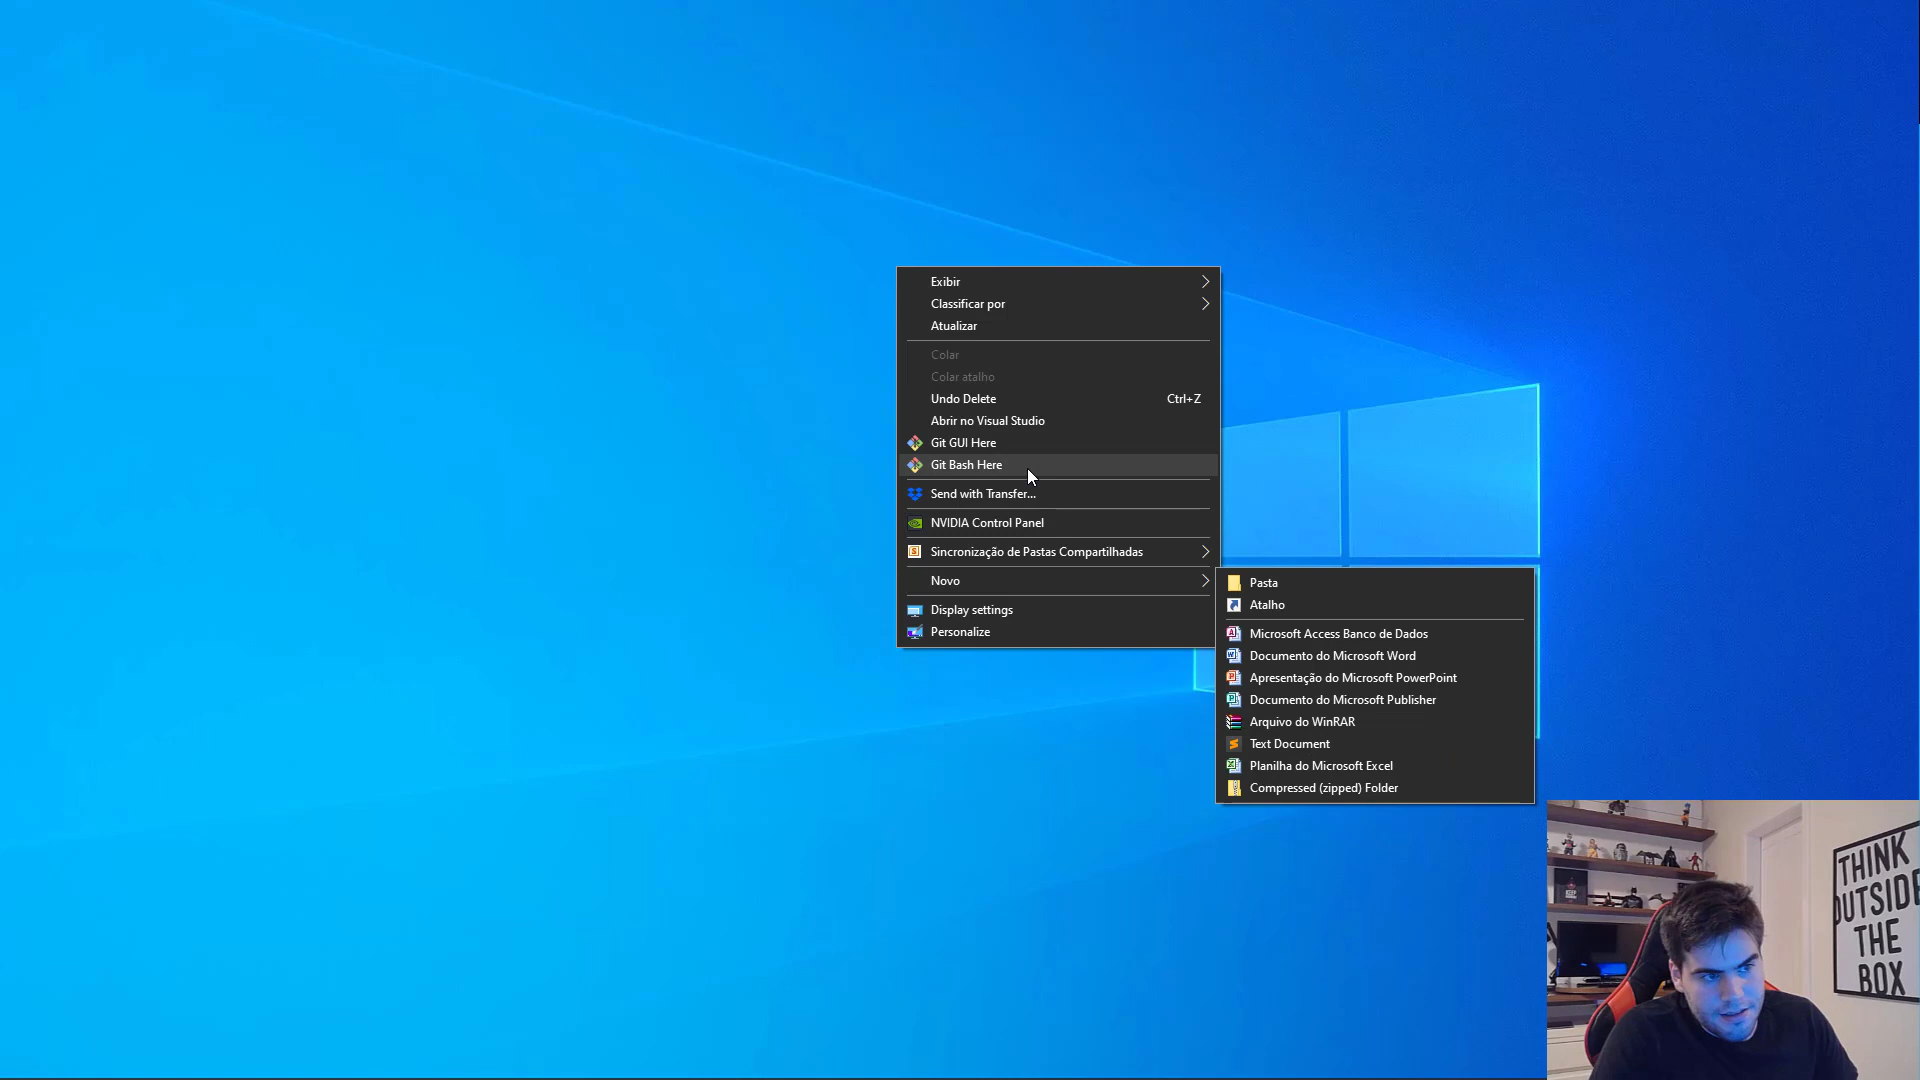 Exibir
Classificar por
Atualizar
Colar
Colar atalho
Undo Delete Ctrl+Z
Abrir no Visual Studio
Git GUI Here
Git Bash Here
Send with Transfer...
NVIDIA Control Panel
Sincronização de Pastas Compartilhadas
Novo
Display settings
Personalize
Pasta
Atalho
Microsoft Access Banco de Dados
Documento do Microsoft Word
Apresentação do Microsoft PowerPoint
Documento do Microsoft Publisher
Arquivo do WinRAR
Text Document
Planilha do Microsoft Excel
Compressed (zipped) Folder
THINK
OUTSIDE
THE
BOX